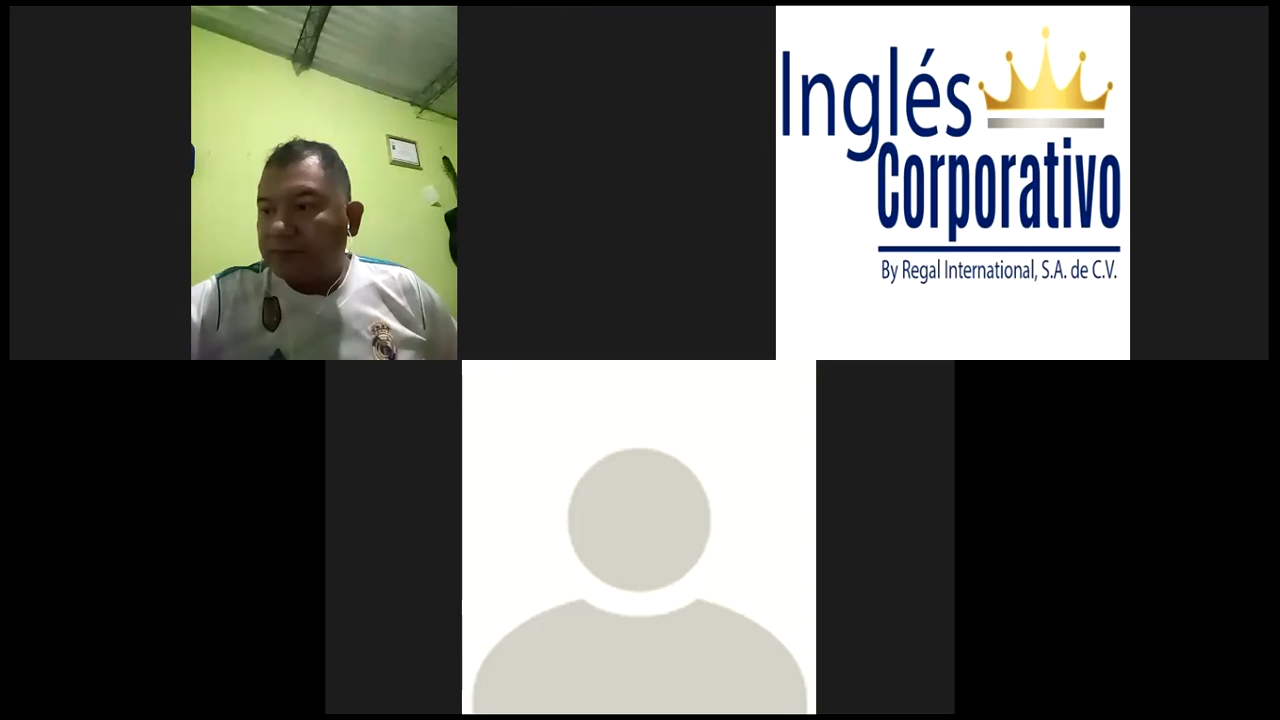 Inglés
Corporativo
By Regal International, S.A. de C.V.